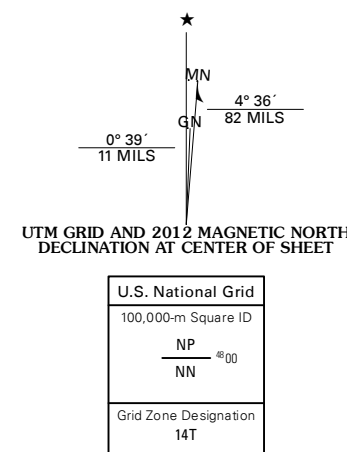 ★
MN
4° 36´
82 MILS
GN
0° 39´
11 MILS
UTM GRID AND 2012 MAGNETIC NORTH
DECLINATION AT CENTER OF SHEET
U.S. National Grid
100,000-m Square ID
NP
4800
NN
Grid Zone Designation
14T